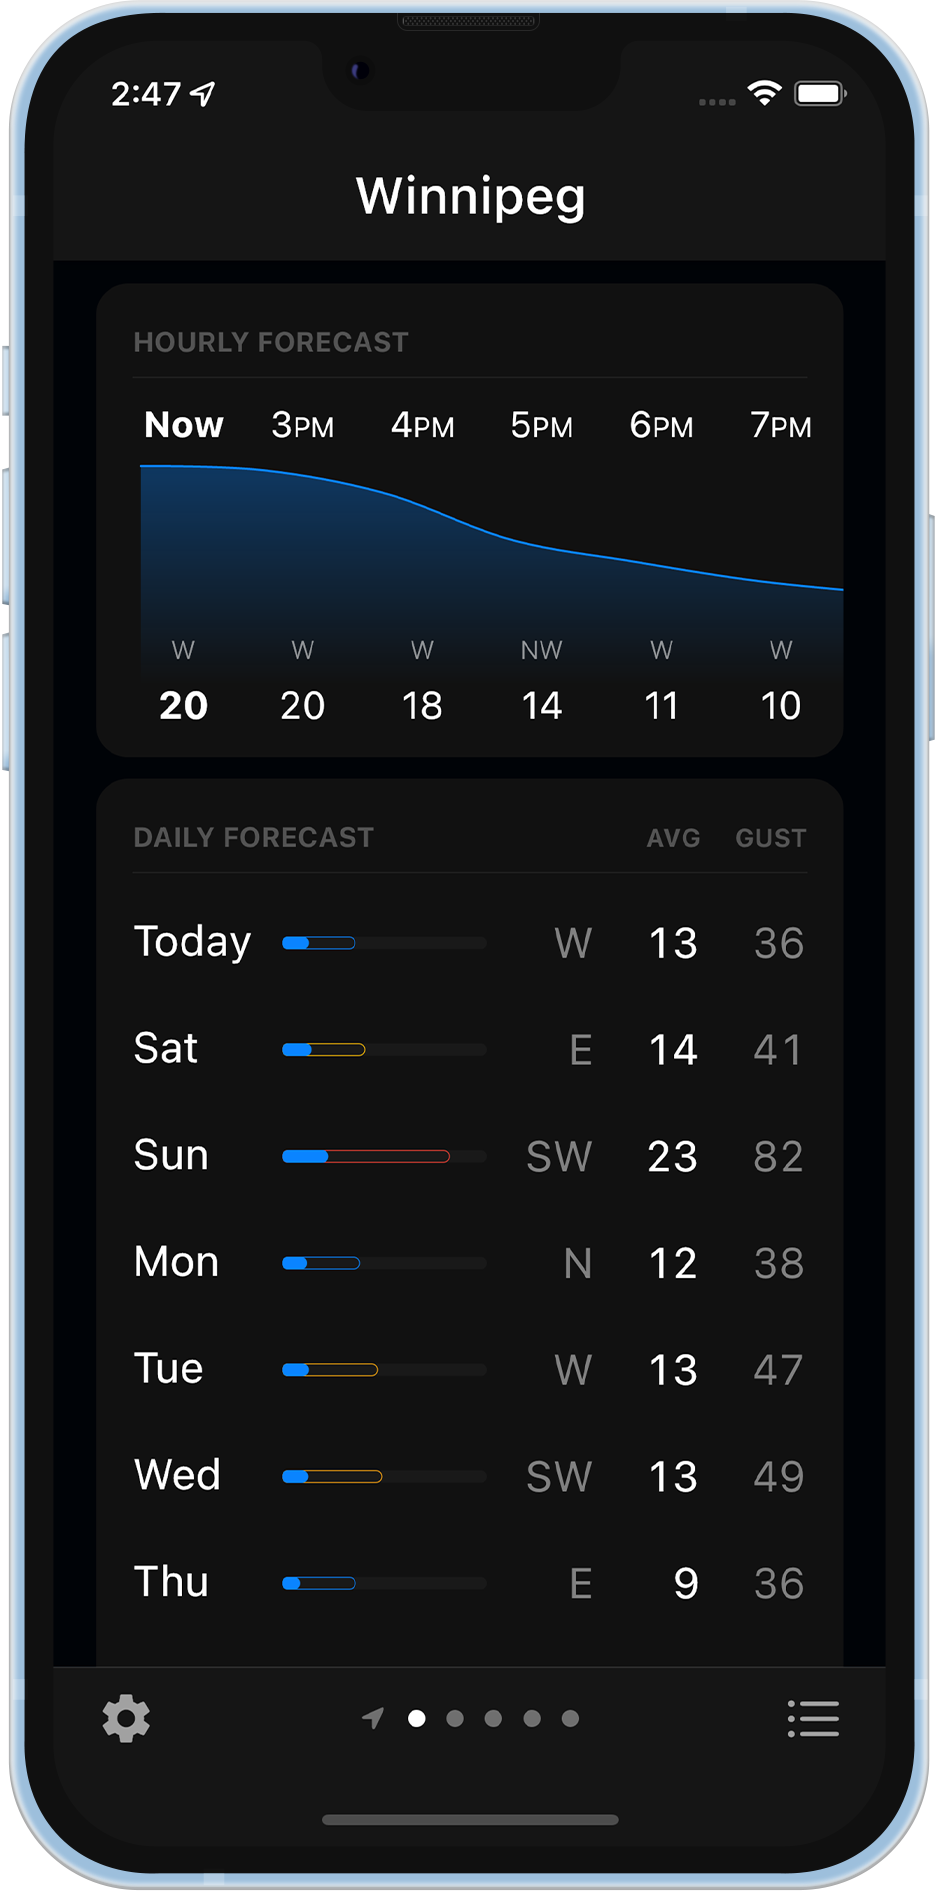 2:47
Winnipeg
HOURLY FORECAST
Now 3PM 4PM 5PM 6PM 7PM
W W W NW W W
20 20 18 14 11 10
DAILY FORECAST AVG GUST
Today W 13 36
Sat E 14 41
Sun SW 23 82
Mon N 12 38
Tue W 13 47
Wed SW 13 49
Thu E 9 36